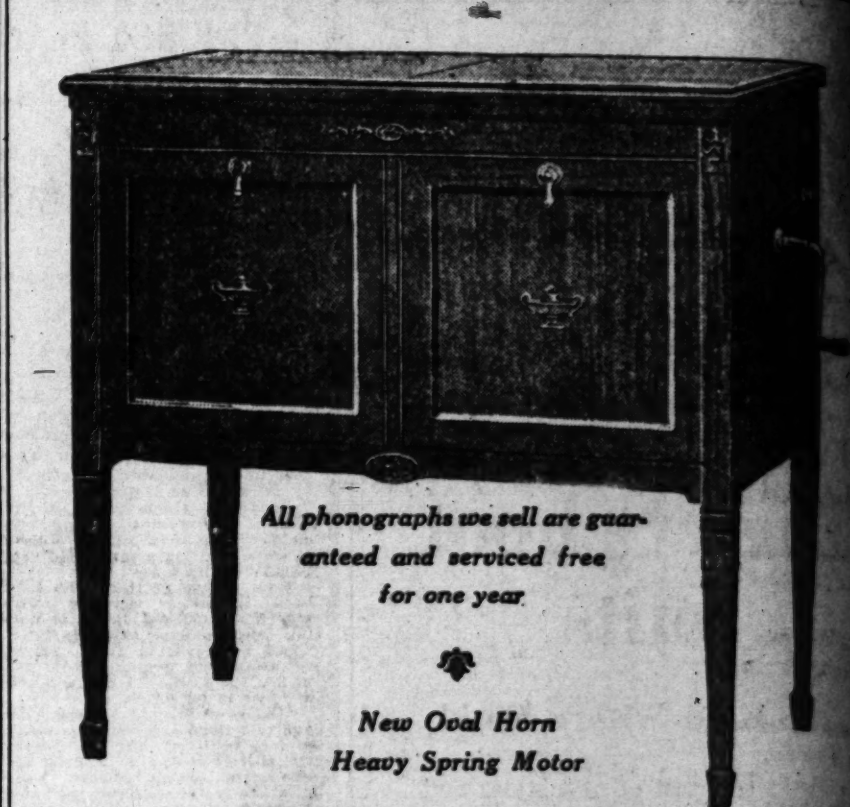 All phonographs we sell are guar-
anteed and serviced free
for one year
New Oval Horn
Heavy Spring Motor